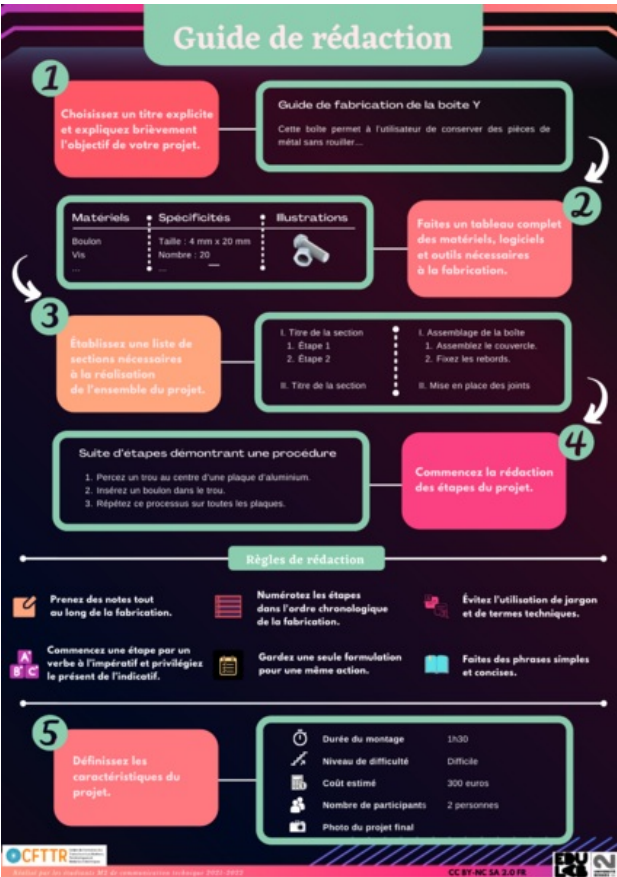 Guide de rédaction
1
Choisissez un titre explicite
et expliquez brièvement
l'objectif de votre projet.
Guide de fabrication de la boîte Y
Cette boîte permet à l'utilisateur de conserver des pièces de
métal sans rouiller...
2
Faites un tableau complet
des matériels, logiciels
et outils nécessaires
à la fabrication.
Matériels Spécificités Illustrations
Boulon Taille : 4 mm x 20 mm
Vis Nombre : 20
... ...
3
Établissez une liste de
sections nécessaires
à la réalisation
de l'ensemble du projet.
I. Titre de la section
1. Étape 1
2. Étape 2
II. Titre de la section
I. Assemblage de la boîte
1. Assemblez le couvercle.
2. Fixez les rebords.
II. Mise en place des joints
4
Commencez la rédaction
des étapes du projet.
Suite d'étapes démontrant une procédure
1. Percez un trou au centre d'une plaque d'aluminium.
2. Insérez un boulon dans le trou.
3. Répétez ce processus sur toutes les plaques.
Règles de rédaction
Prenez des notes tout
au long de la fabrication.
Numérotez les étapes
dans l'ordre chronologique
de la fabrication.
Évitez l'utilisation de jargon
et de termes techniques.
A
B C
Commencez une étape par un
verbe à l'impératif et privilégiez
le présent de l'indicatif.
Gardez une seule formulation
pour une même action.
Faites des phrases simples
et concises.
5
Définissez les
caractéristiques du
projet.
Durée du montage 1h30
Niveau de difficulté Difficile
Coût estimé 300 euros
Nombre de participants 2 personnes
Photo du projet final
CFTTR
Réalisé par les étudiants M2 de communication technique 2021-2022
CC BY-NC SA 2.0 FR
EDU
LAB